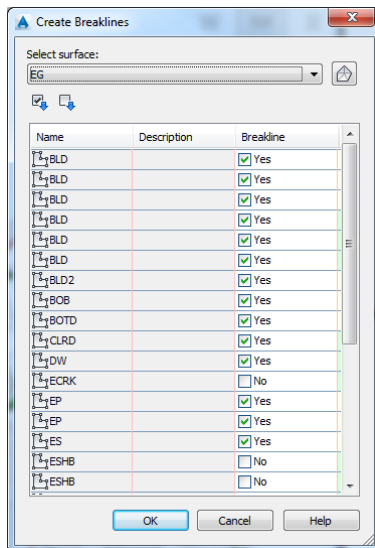 Create Breaklines
Select surface:
EG
Name Description Breakline
BLD Yes
BLD Yes
BLD Yes
BLD Yes
BLD Yes
BLD Yes
BLD2 Yes
BOB Yes
BOTD Yes
CLRD Yes
DW Yes
ECRK No
EP Yes
EP Yes
ES Yes
ESHB No
ESHB No
OK Cancel Help